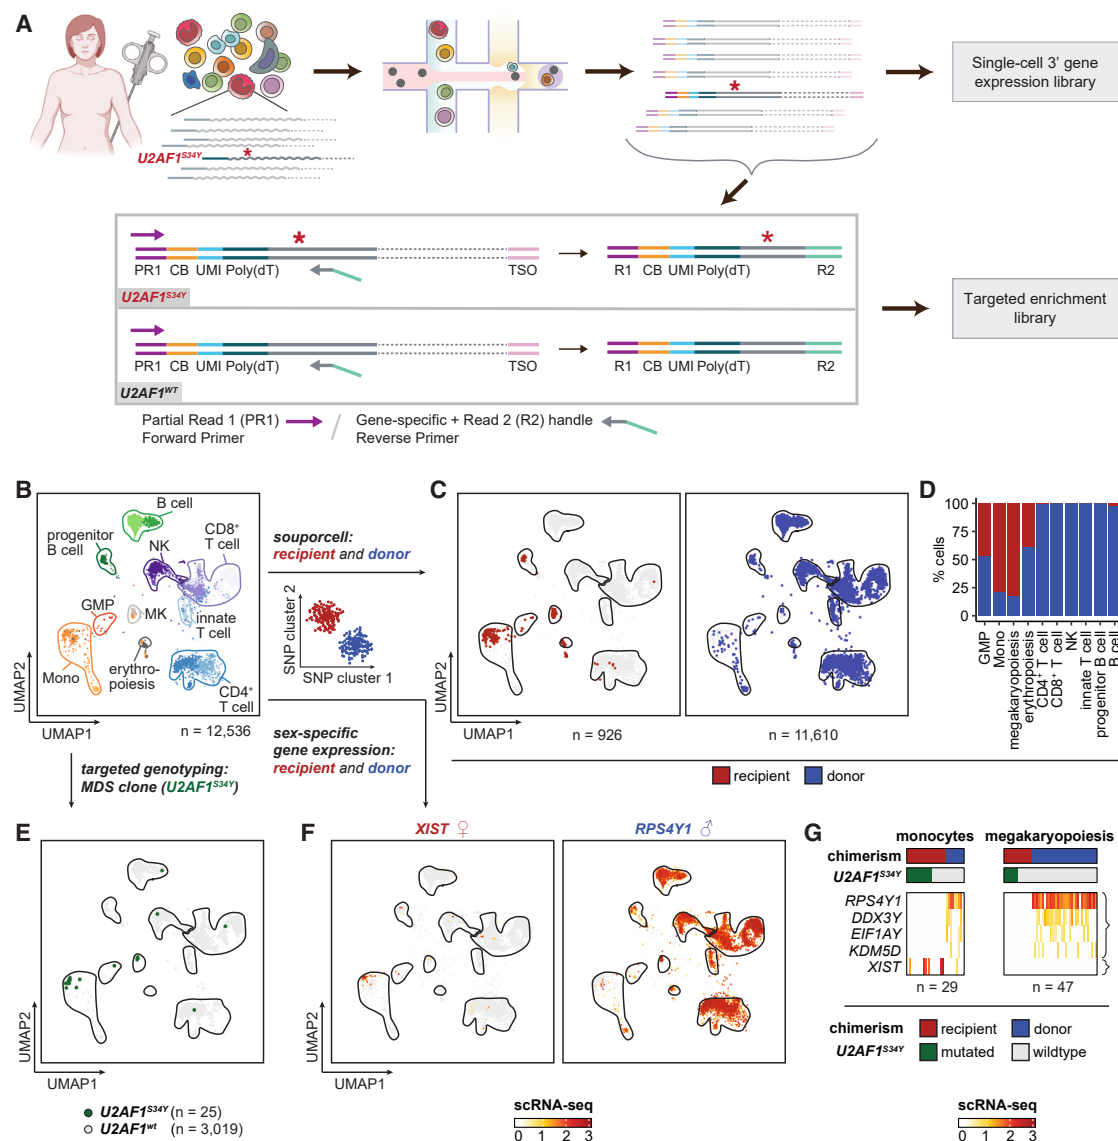 A
U2AF1S34Y
*
*
Single-cell 3' gene
expression library
*
*
PR1 CB UMI Poly(dT) TSO
R1 CB UMI Poly(dT) R2
U2AF1S34Y
PR1 CB UMI Poly(dT) TSO
R1 CB UMI Poly(dT) R2
U2AF1WT
Targeted enrichment
library
Partial Read 1 (PR1)
Forward Primer
/
Gene-specific + Read 2 (R2) handle
Reverse Primer
B
B cell
progenitor
B cell
CD8+
T cell
NK
GMP
MK
innate
T cell
erythro-
poiesis
Mono
CD4+
T cell
UMAP2
UMAP1
n = 12,536
souporcell:
recipient and donor
SNP cluster 2
SNP cluster 1
sex-specific
gene expression:
recipient and donor
targeted genotyping:
MDS clone (U2AF1S34Y)
C
UMAP2
UMAP1
n = 926
n = 11,610
recipient donor
D
% cells
100
75
50
25
0
GMP
Mono
megakaryopoiesis
erythropoiesis
CD4+ T cell
CD8+ T cell
NK
innate T cell
progenitor B cell
B cell
E
UMAP2
UMAP1
U2AF1S34Y (n = 25)
U2AF1wt (n = 3,019)
F
XIST ♀
RPS4Y1 ♂
UMAP2
UMAP1
scRNA-seq
0 1 2 3
G
monocytes megakaryopoiesis
chimerism
U2AF1S34Y
RPS4Y1
DDX3Y
EIF1AY
KDM5D
XIST
n = 29 n = 47
chimerism recipient donor
U2AF1S34Y mutated wildtype
scRNA-seq
0 1 2 3